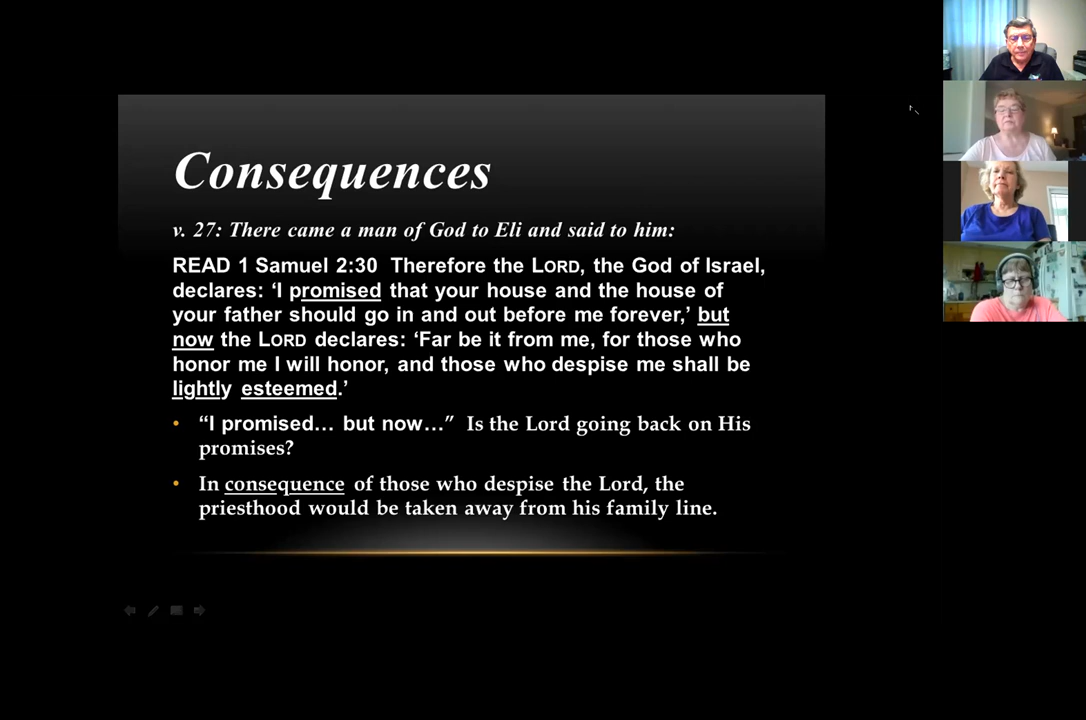 Consequences
v. 27: There came a man of God to Eli and said to him:
READ 1 Samuel 2:30 Therefore the LORD, the God of Israel,
declares: ‘I promised that your house and the house of
your father should go in and out before me forever,’ but
now the LORD declares: ‘Far be it from me, for those who
honor me I will honor, and those who despise me shall be
lightly esteemed.’
• “I promised… but now…” Is the Lord going back on His
promises?
• In consequence of those who despise the Lord, the
priesthood would be taken away from his family line.